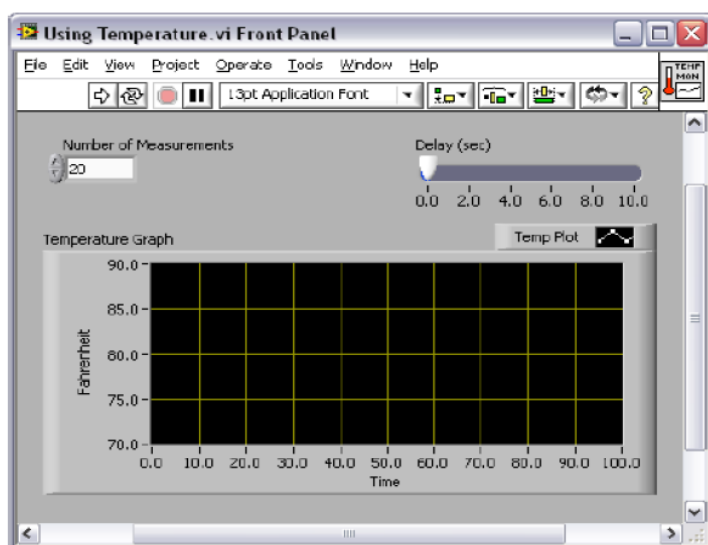 Using Temperature.vi Front Panel
File Edit View Project Operate Tools Window Help
13pt Application Font
?
TEMP
MON
Number of Measurements
20
Delay (sec)
0.0 2.0 4.0 6.0 8.0 10.0
Temperature Graph
Temp Plot
90.0
85.0
80.0
75.0
70.0
Fahrenheit
0.0 10.0 20.0 30.0 40.0 50.0 60.0 70.0 80.0 90.0 100.0
Time